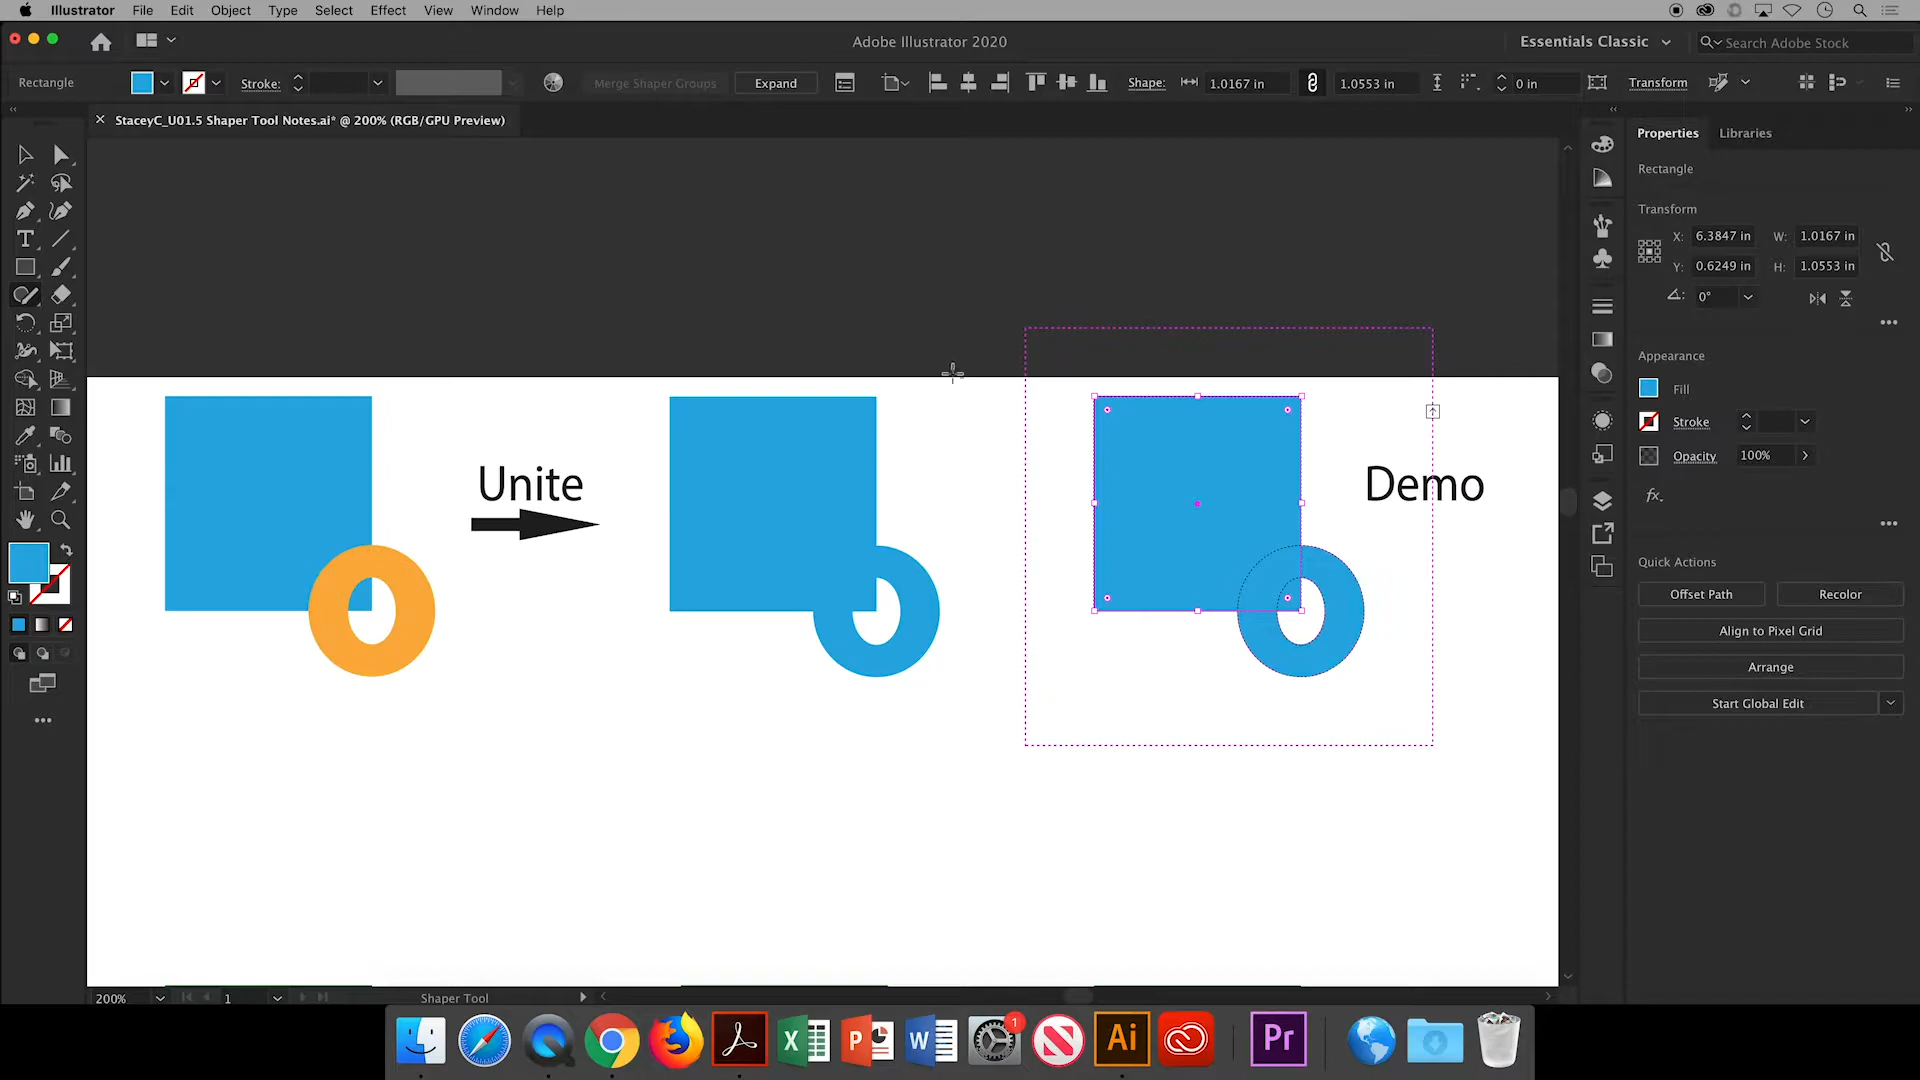 Illustrator File Edit Object Type Select Effect View Window Help
Adobe Illustrator 2020
Essentials Classic
Search Adobe Stock
Rectangle
Stroke:
Merge Shaper Groups
Expand
Shape:
1.0167 in
1.0553 in
0 in
Transform
StaceyC_U01.5 Shaper Tool Notes.ai* @ 200% (RGB/GPU Preview)
Properties
Libraries
Rectangle
Transform
X: 6.3847 in W: 1.0167 in
Y: 0.6249 in H: 1.0553 in
0°
Appearance
Fill
Stroke
Opacity 100%
fx.
Quick Actions
Offset Path
Recolor
Align to Pixel Grid
Arrange
Start Global Edit
Unite
Demo
200%
1
Shaper Tool
1
X
P
W
N
Ai
Pr